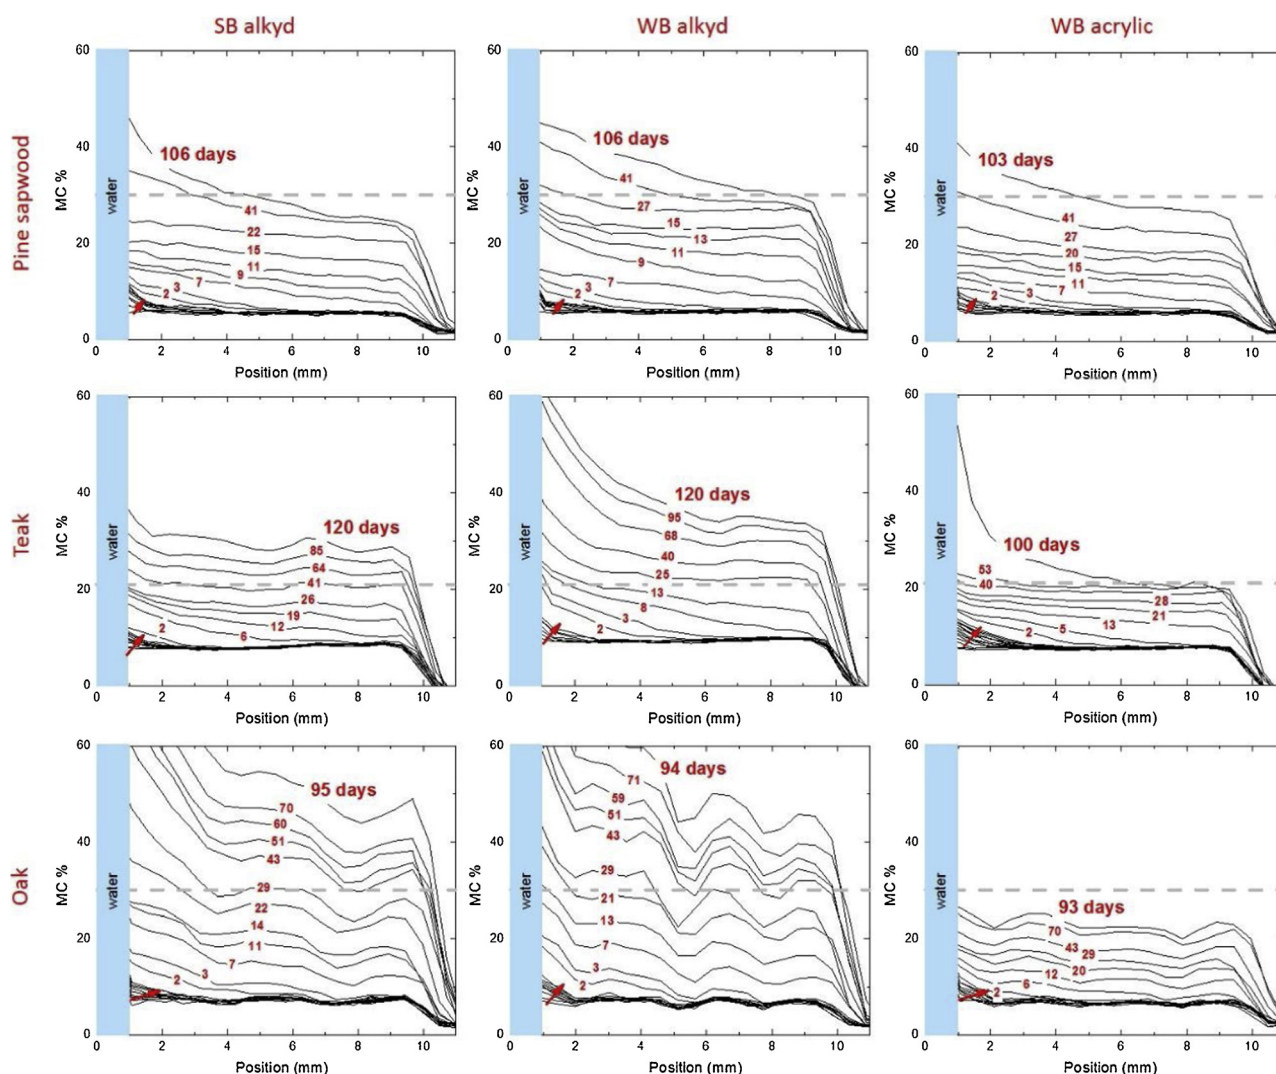 SB alkyd
WB alkyd
WB acrylic
Pine sapwood
MC %
60
40
20
0
water
106 days
41
22
15
11
9
7
3
2
0 2 4 6 8 10
Position (mm)
MC %
60
40
20
0
water
106 days
41
27
15
13
11
9
7
3
2
0 2 4 6 8 10
Position (mm)
MC %
60
40
20
0
water
103 days
41
27
20
15
11
7
3
2
0 2 4 6 8 10
Position (mm)
Teak
MC %
60
40
20
0
water
120 days
85
64
41
26
19
12
6
2
0 2 4 6 8 10
Position (mm)
MC %
60
40
20
0
water
120 days
95
68
40
25
13
8
3
2
0 2 4 6 8 10
Position (mm)
MC %
60
40
20
0
water
100 days
53
40
28
21
13
5
2
0 2 4 6 8 10
Position (mm)
Oak
MC %
60
40
20
0
water
95 days
70
60
51
43
29
22
14
11
7
3
2
0 2 4 6 8 10
Position (mm)
MC %
60
40
20
0
water
94 days
71
59
51
43
29
21
13
7
3
2
0 2 4 6 8 10
Position (mm)
MC %
60
40
20
0
water
93 days
70
43
29
20
12
6
2
0 2 4 6 8 10
Position (mm)